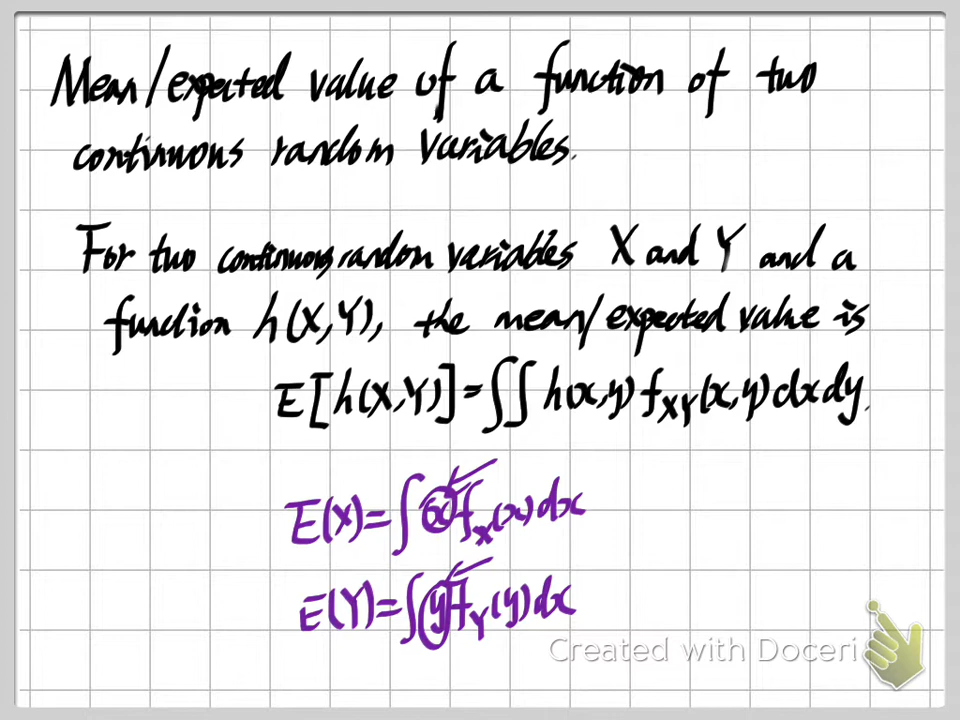 Mean/expected value of a function of two
continuous random variables.
For two continuous random variables X and Y and a
function h(X,Y), the mean/expected value is
E[h(X,Y)]=∫∫ h(x,y) f_XY(x,y) dx dy.
E(X)=∫ x f_X(x) dx
E(Y)=∫ y f_Y(y) dx
Created with Doceri